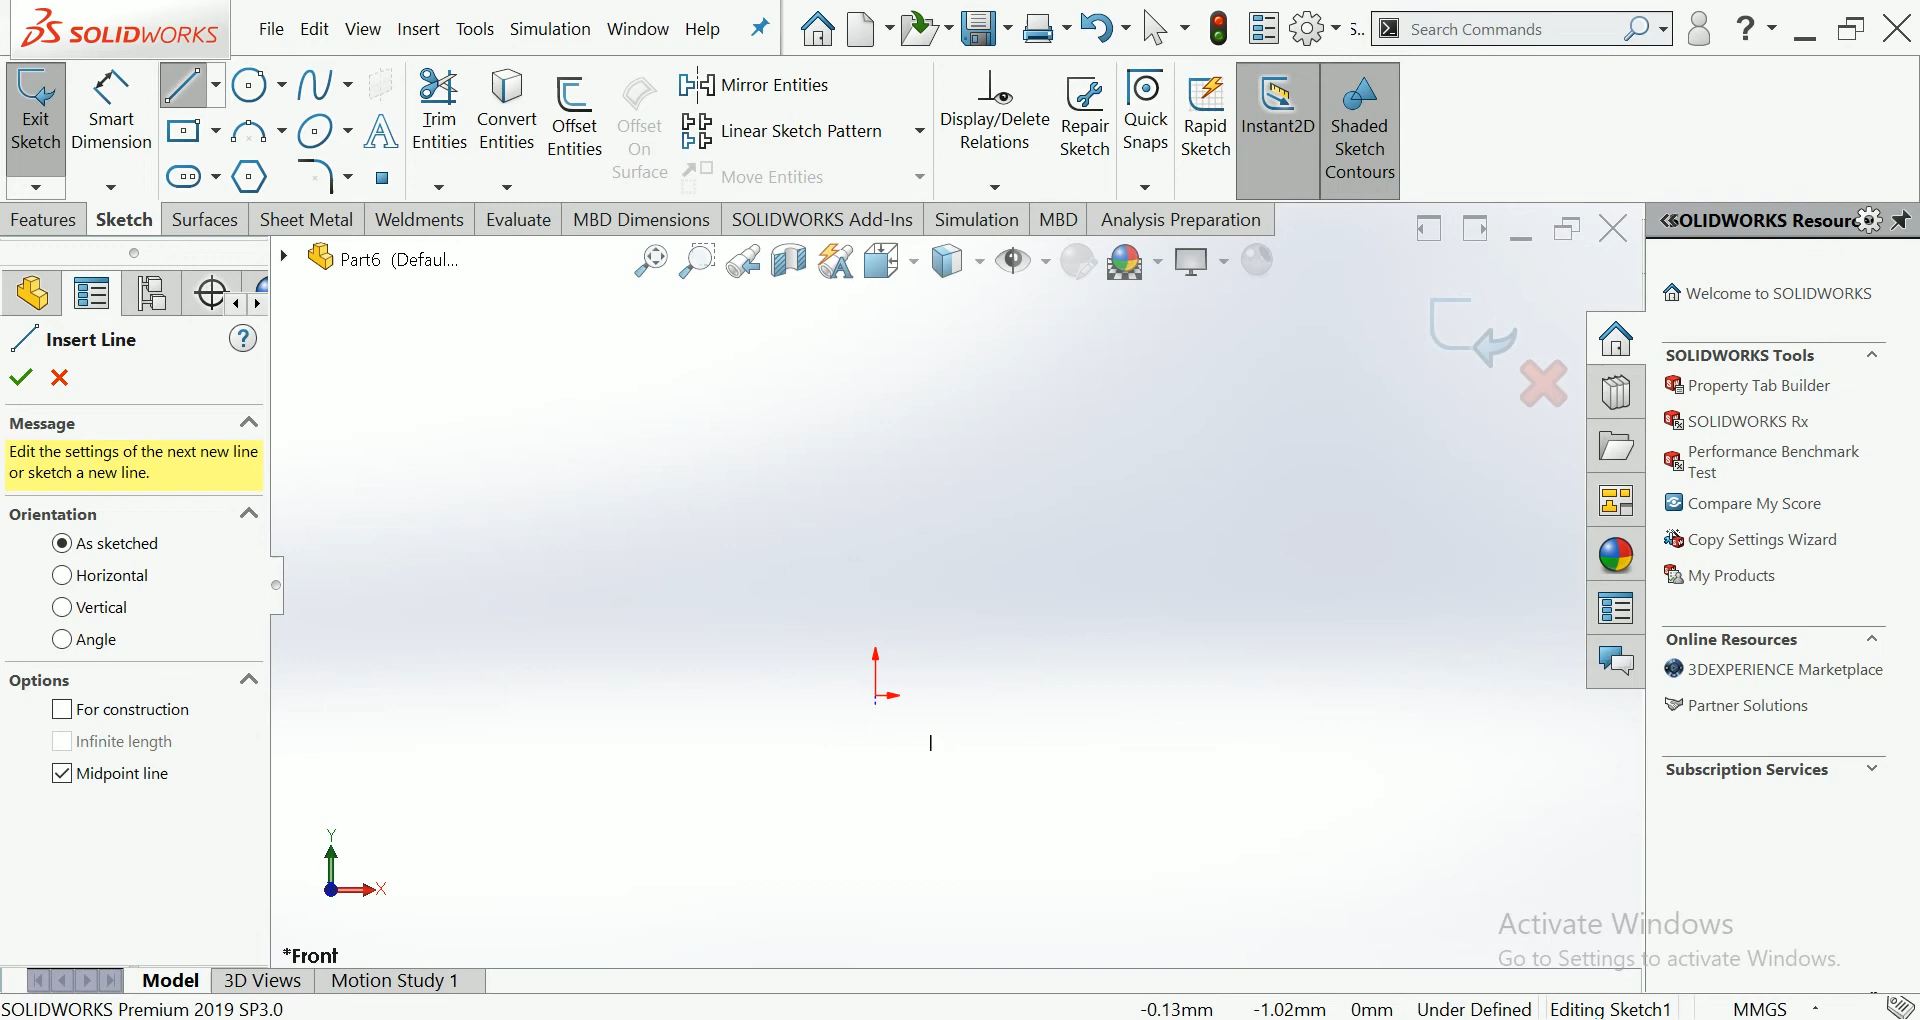 SOLIDWORKS File Edit View Insert Tools Simulation Window Help S.. Search Commands ?
Exit Sketch
Smart Dimension
Trim Entities
Convert Entities
Offset Entities
Offset On Surface
Mirror Entities
Linear Sketch Pattern
Move Entities
Display/Delete Relations
Repair Sketch
Quick Snaps
Rapid Sketch
Instant2D
Shaded Sketch Contours
Features Sketch Surfaces Sheet Metal Weldments Evaluate MBD Dimensions SOLIDWORKS Add-Ins Simulation MBD Analysis Preparation
Part6 (Defaul...
Insert Line ?
Message
Edit the settings of the next new line
or sketch a new line.
Orientation
As sketched
Horizontal
Vertical
Angle
Options
For construction
Infinite length
Midpoint line
Y
X
*Front
OLIDWORKS Resour
Welcome to SOLIDWORKS
SOLIDWORKS Tools
Property Tab Builder
SOLIDWORKS Rx
Performance Benchmark
Test
Compare My Score
Copy Settings Wizard
My Products
Online Resources
3DEXPERIENCE Marketplace
Partner Solutions
Subscription Services
Activate Windows
Go to Settings to activate Windows.
Model 3D Views Motion Study 1
SOLIDWORKS Premium 2019 SP3.0 -0.13mm -1.02mm 0mm Under Defined Editing Sketch1 MMGS